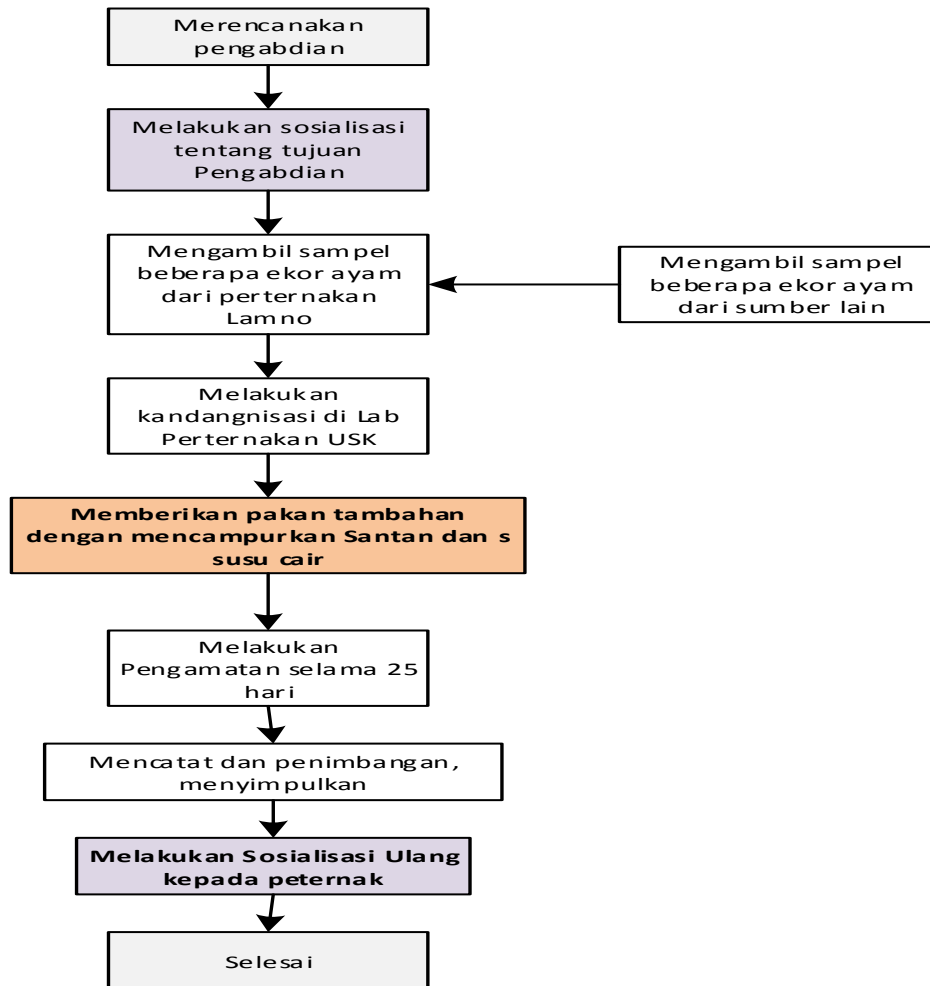 Merencanakan
pengabdian
Melakukan sosialisasi
tentang tujuan
Pengabdian
Mengambil sampel
beberapa ekor ayam
dari perternakan
Lamno
Mengambil sampel
beberapa ekor ayam
dari sumber lain
Melakukan
kandangnisasi di Lab
Perternakan USK
Memberikan pakan tambahan
dengan mencampurkan Santan dan s
susu cair
Melakukan
Pengamatan selama 25
hari
Mencatat dan penimbangan,
menyimpulkan
Melakukan Sosialisasi Ulang
kepada peternak
Selesai